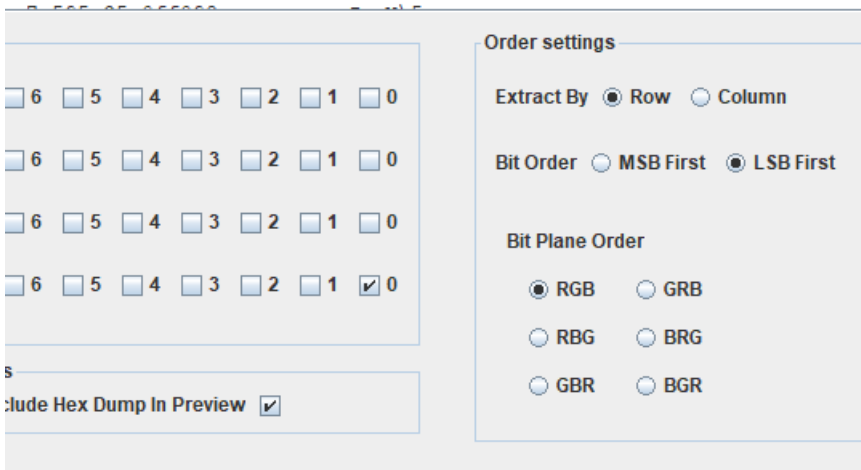 Order settings
6 5 4 3 2 1 0 Extract By Row Column
6 5 4 3 2 1 0 Bit Order MSB First LSB First
6 5 4 3 2 1 0 Bit Plane Order
6 5 4 3 2 1 0 RGB GRB
RBG BRG
s
clude Hex Dump In Preview GBR BGR